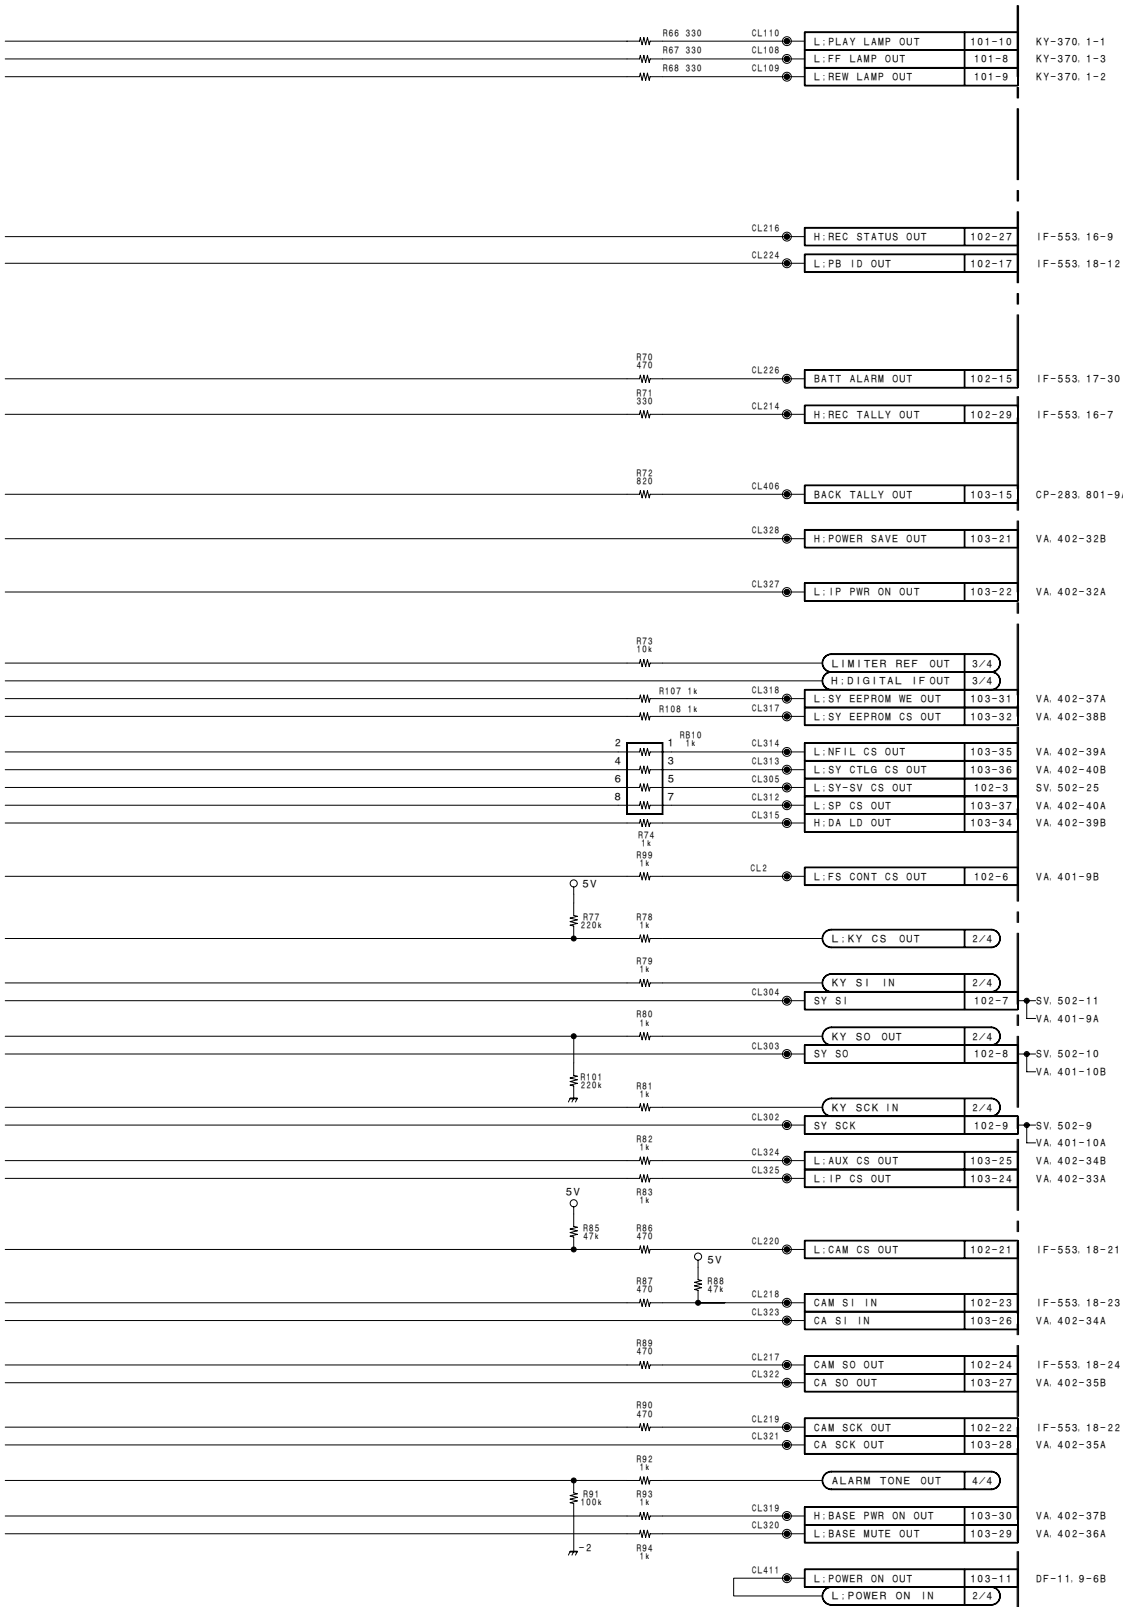 R66 330 CL110 L:PLAY LAMP OUT 101-10 KY-370. 1-1
R67 330 CL108 L:FF LAMP OUT 101-8 KY-370. 1-3
R68 330 CL109 L:REW LAMP OUT 101-9 KY-370. 1-2
CL216 H:REC STATUS OUT 102-27 IF-553. 16-9
CL224 L:PB ID OUT 102-17 IF-553. 18-12
R70
470 CL226 BATT ALARM OUT 102-15 IF-553. 17-30
R71
330 CL214 H:REC TALLY OUT 102-29 IF-553. 16-7
R72
820 CL406 BACK TALLY OUT 103-15 CP-283. 801-9
CL328 H:POWER SAVE OUT 103-21 VA. 402-32B
CL327 L:IP PWR ON OUT 103-22 VA. 402-32A
R73
10k LIMITER REF OUT 3/4
H:DIGITAL IF OUT 3/4
R107 1k CL318 L:SY EEPROM WE OUT 103-31 VA. 402-37A
R108 1k CL317 L:SY EEPROM CS OUT 103-32 VA. 402-38B
RB10
1k
2 1 CL314 L:NFIL CS OUT 103-35 VA. 402-39A
4 3 CL313 L:SY CTLG CS OUT 103-36 VA. 402-40B
6 5 CL305 L:SY-SV CS OUT 102-3 SV. 502-25
8 7 CL312 L:SP CS OUT 103-37 VA. 402-40A
CL315 H:DA LD OUT 103-34 VA. 402-39B
R74
1k
R99
1k CL2 L:FS CONT CS OUT 102-6 VA. 401-9B
5V
R77
220k
R78
1k L:KY CS OUT 2/4
R79
1k KY SI IN 2/4
CL304 SY SI 102-7 SV. 502-11
VA. 401-9A
R80
1k KY SO OUT 2/4
CL303 SY SO 102-8 SV. 502-10
VA. 401-10B
R101
220k
R81
1k KY SCK IN 2/4
CL302 SY SCK 102-9 SV. 502-9
VA. 401-10A
R82
1k CL324 L:AUX CS OUT 103-25 VA. 402-34B
CL325 L:IP CS OUT 103-24 VA. 402-33A
R83
1k
5V
R85
47k
R86
470 CL220 L:CAM CS OUT 102-21 IF-553. 18-21
5V
R88
47k
R87
470 CL218 CAM SI IN 102-23 IF-553. 18-23
CL323 CA SI IN 103-26 VA. 402-34A
R89
470 CL217 CAM SO OUT 102-24 IF-553. 18-24
CL322 CA SO OUT 103-27 VA. 402-35B
R90
470 CL219 CAM SCK OUT 102-22 IF-553. 18-22
CL321 CA SCK OUT 103-28 VA. 402-35A
R92
1k ALARM TONE OUT 4/4
R91
100k
R93
1k CL319 H:BASE PWR ON OUT 103-30 VA. 402-37B
CL320 L:BASE MUTE OUT 103-29 VA. 402-36A
-2
R94
1k
CL411 L:POWER ON OUT 103-11 DF-11. 9-6B
L:POWER ON IN 2/4